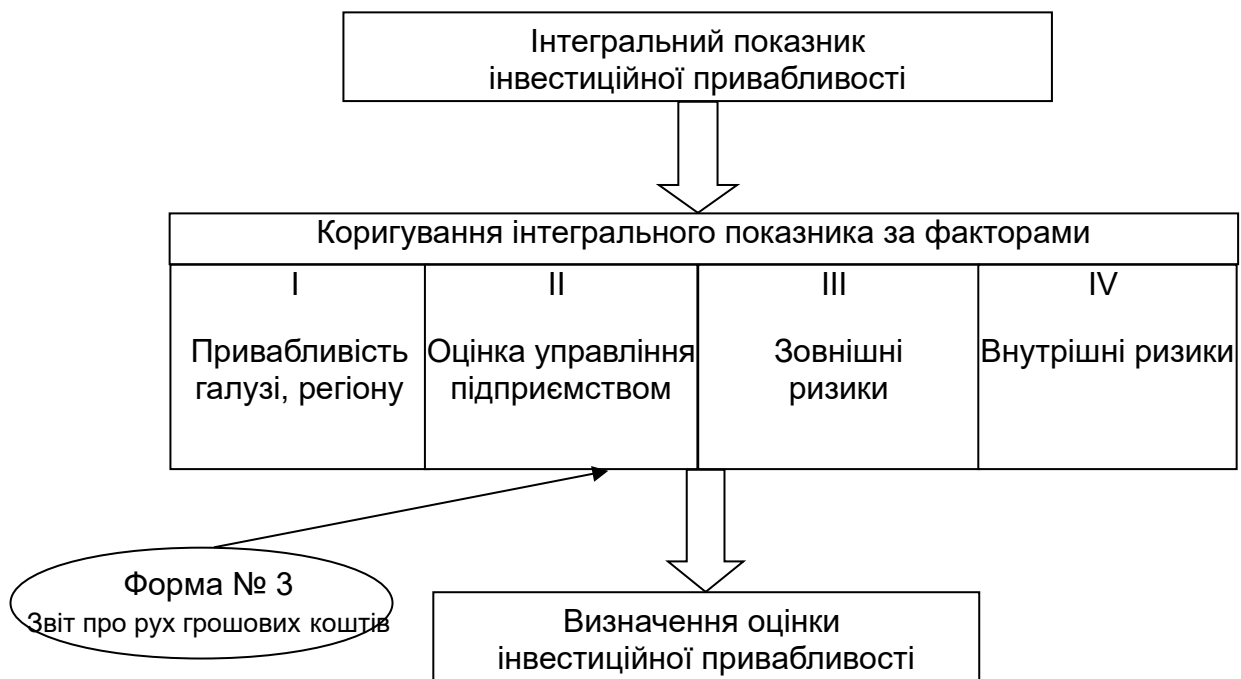 Інтегральний показник
інвестиційної привабливості
Коригування інтегрального показника за факторами
I
Привабливість
галузі, регіону
II
Оцінка управління
підприємством
III
Зовнішні
ризики
IV
Внутрішні ризики
Форма № 3
Звіт про рух грошових коштів
Визначення оцінки
інвестиційної привабливості